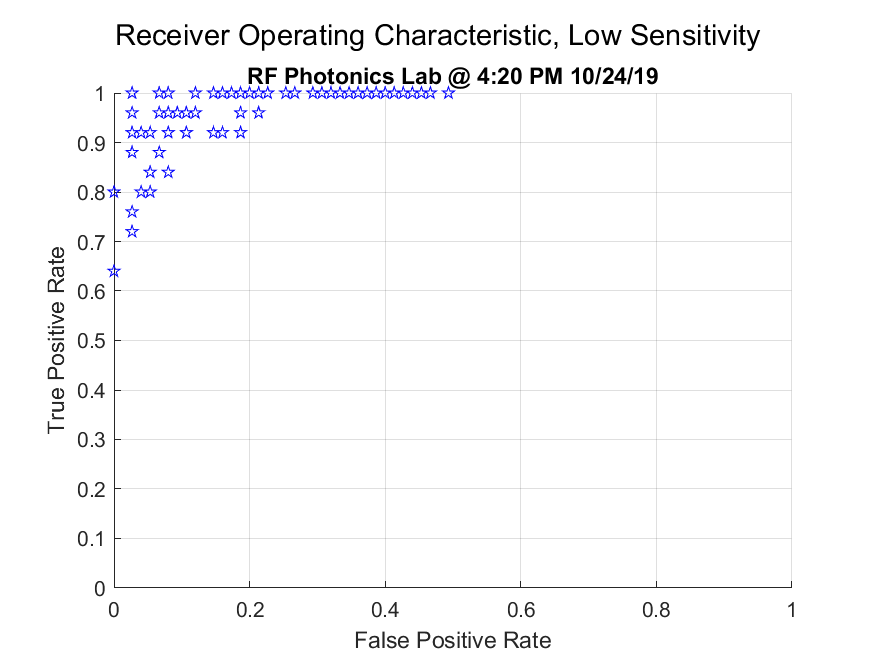 Receiver Operating Characteristic, Low Sensitivity
RF Photonics Lab @ 4:20 PM 10/24/19
1
0.9
0.8
0.7
0.6
0.5
0.4
0.3
0.2
0.1
0
True Positive Rate
0 0.2 0.4 0.6 0.8 1
False Positive Rate